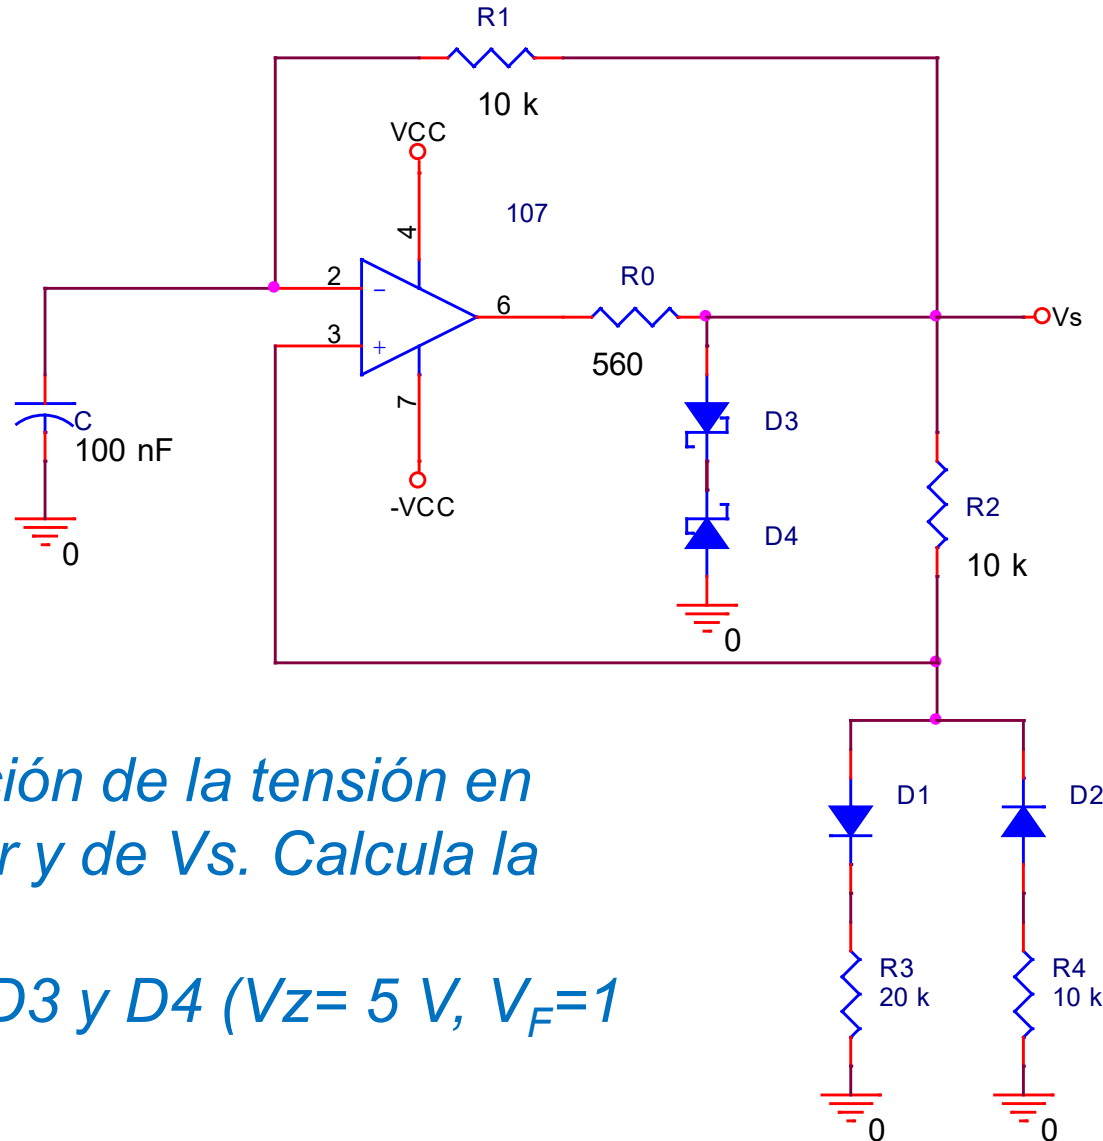 R1
10 k
VCC
4
107
2
−
3
+
6
R0
560
Vs
7
-VCC
C
100 nF
0
D3
D4
0
R2
10 k
ción de la tensión en
r y de Vs. Calcula la
D3 y D4 (Vz= 5 V, VF=1
D1
D2
R3
20 k
R4
10 k
0
0